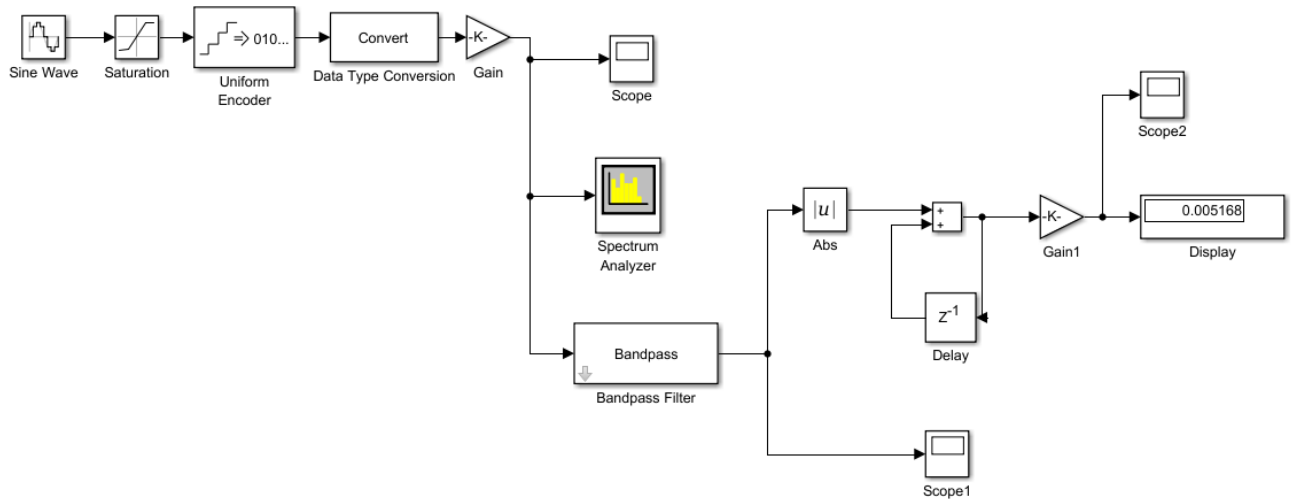 Sine Wave
Saturation
=> 010...
Uniform
Encoder
Convert
Data Type Conversion
-K-
Gain
Scope
Spectrum
Analyzer
Bandpass
Bandpass Filter
|u|
Abs
+
+
Z-1
Delay
-K-
Gain1
Scope2
0.005168
Display
Scope1